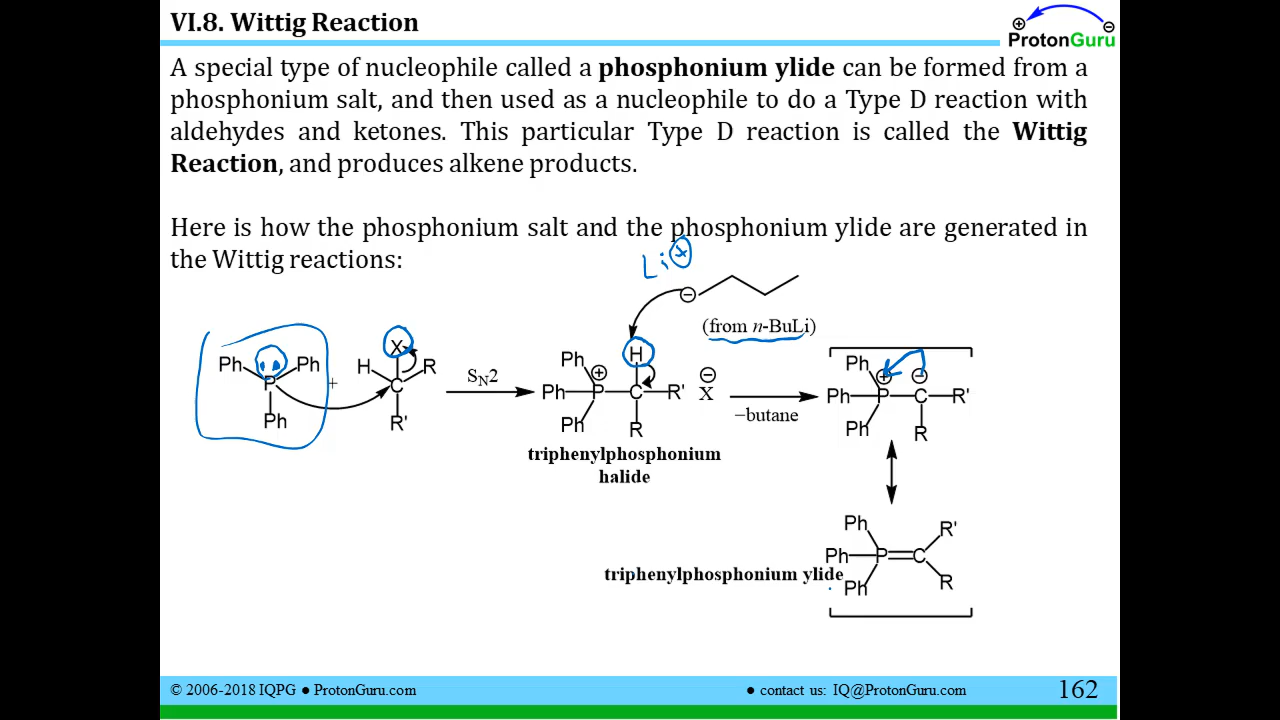 VI.8. Wittig Reaction
⊕ ⊖
ProtonGuru
A special type of nucleophile called a phosphonium ylide can be formed from a
phosphonium salt, and then used as a nucleophile to do a Type D reaction with
aldehydes and ketones. This particular Type D reaction is called the Wittig
Reaction, and produces alkene products.
Here is how the phosphonium salt and the phosphonium ylide are generated in
the Wittig reactions:
Li⊕
⊖
(from n-BuLi)
Ph P Ph
Ph
+
X
H C R
R'
SN2
H
Ph ⊕
Ph P C R'
Ph R
⊖
X
−butane
Ph ⊕ ⊖
Ph P C R'
Ph R
triphenylphosphonium
halide
Ph R'
Ph P C
Ph R
triphenylphosphonium ylide
© 2006-2018 IQPG ● ProtonGuru.com
● contact us: IQ@ProtonGuru.com
162